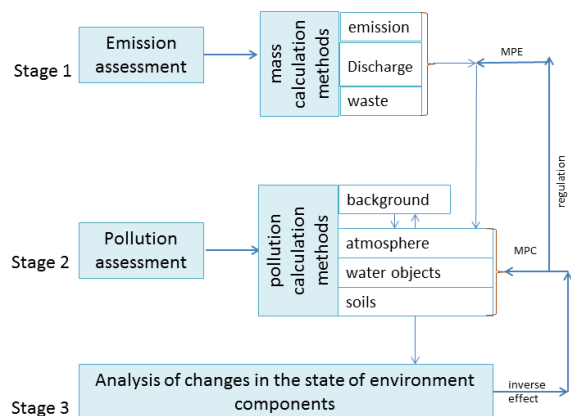 Stage 1
Emission
assessment
mass
calculation
methods
emission
Discharge
waste
MPE
regulation
Stage 2
Pollution
assessment
pollution
calculation
methods
background
atmosphere
water objects
soils
MPC
Stage 3
Analysis of changes in the state of environment
components
inverse
effect